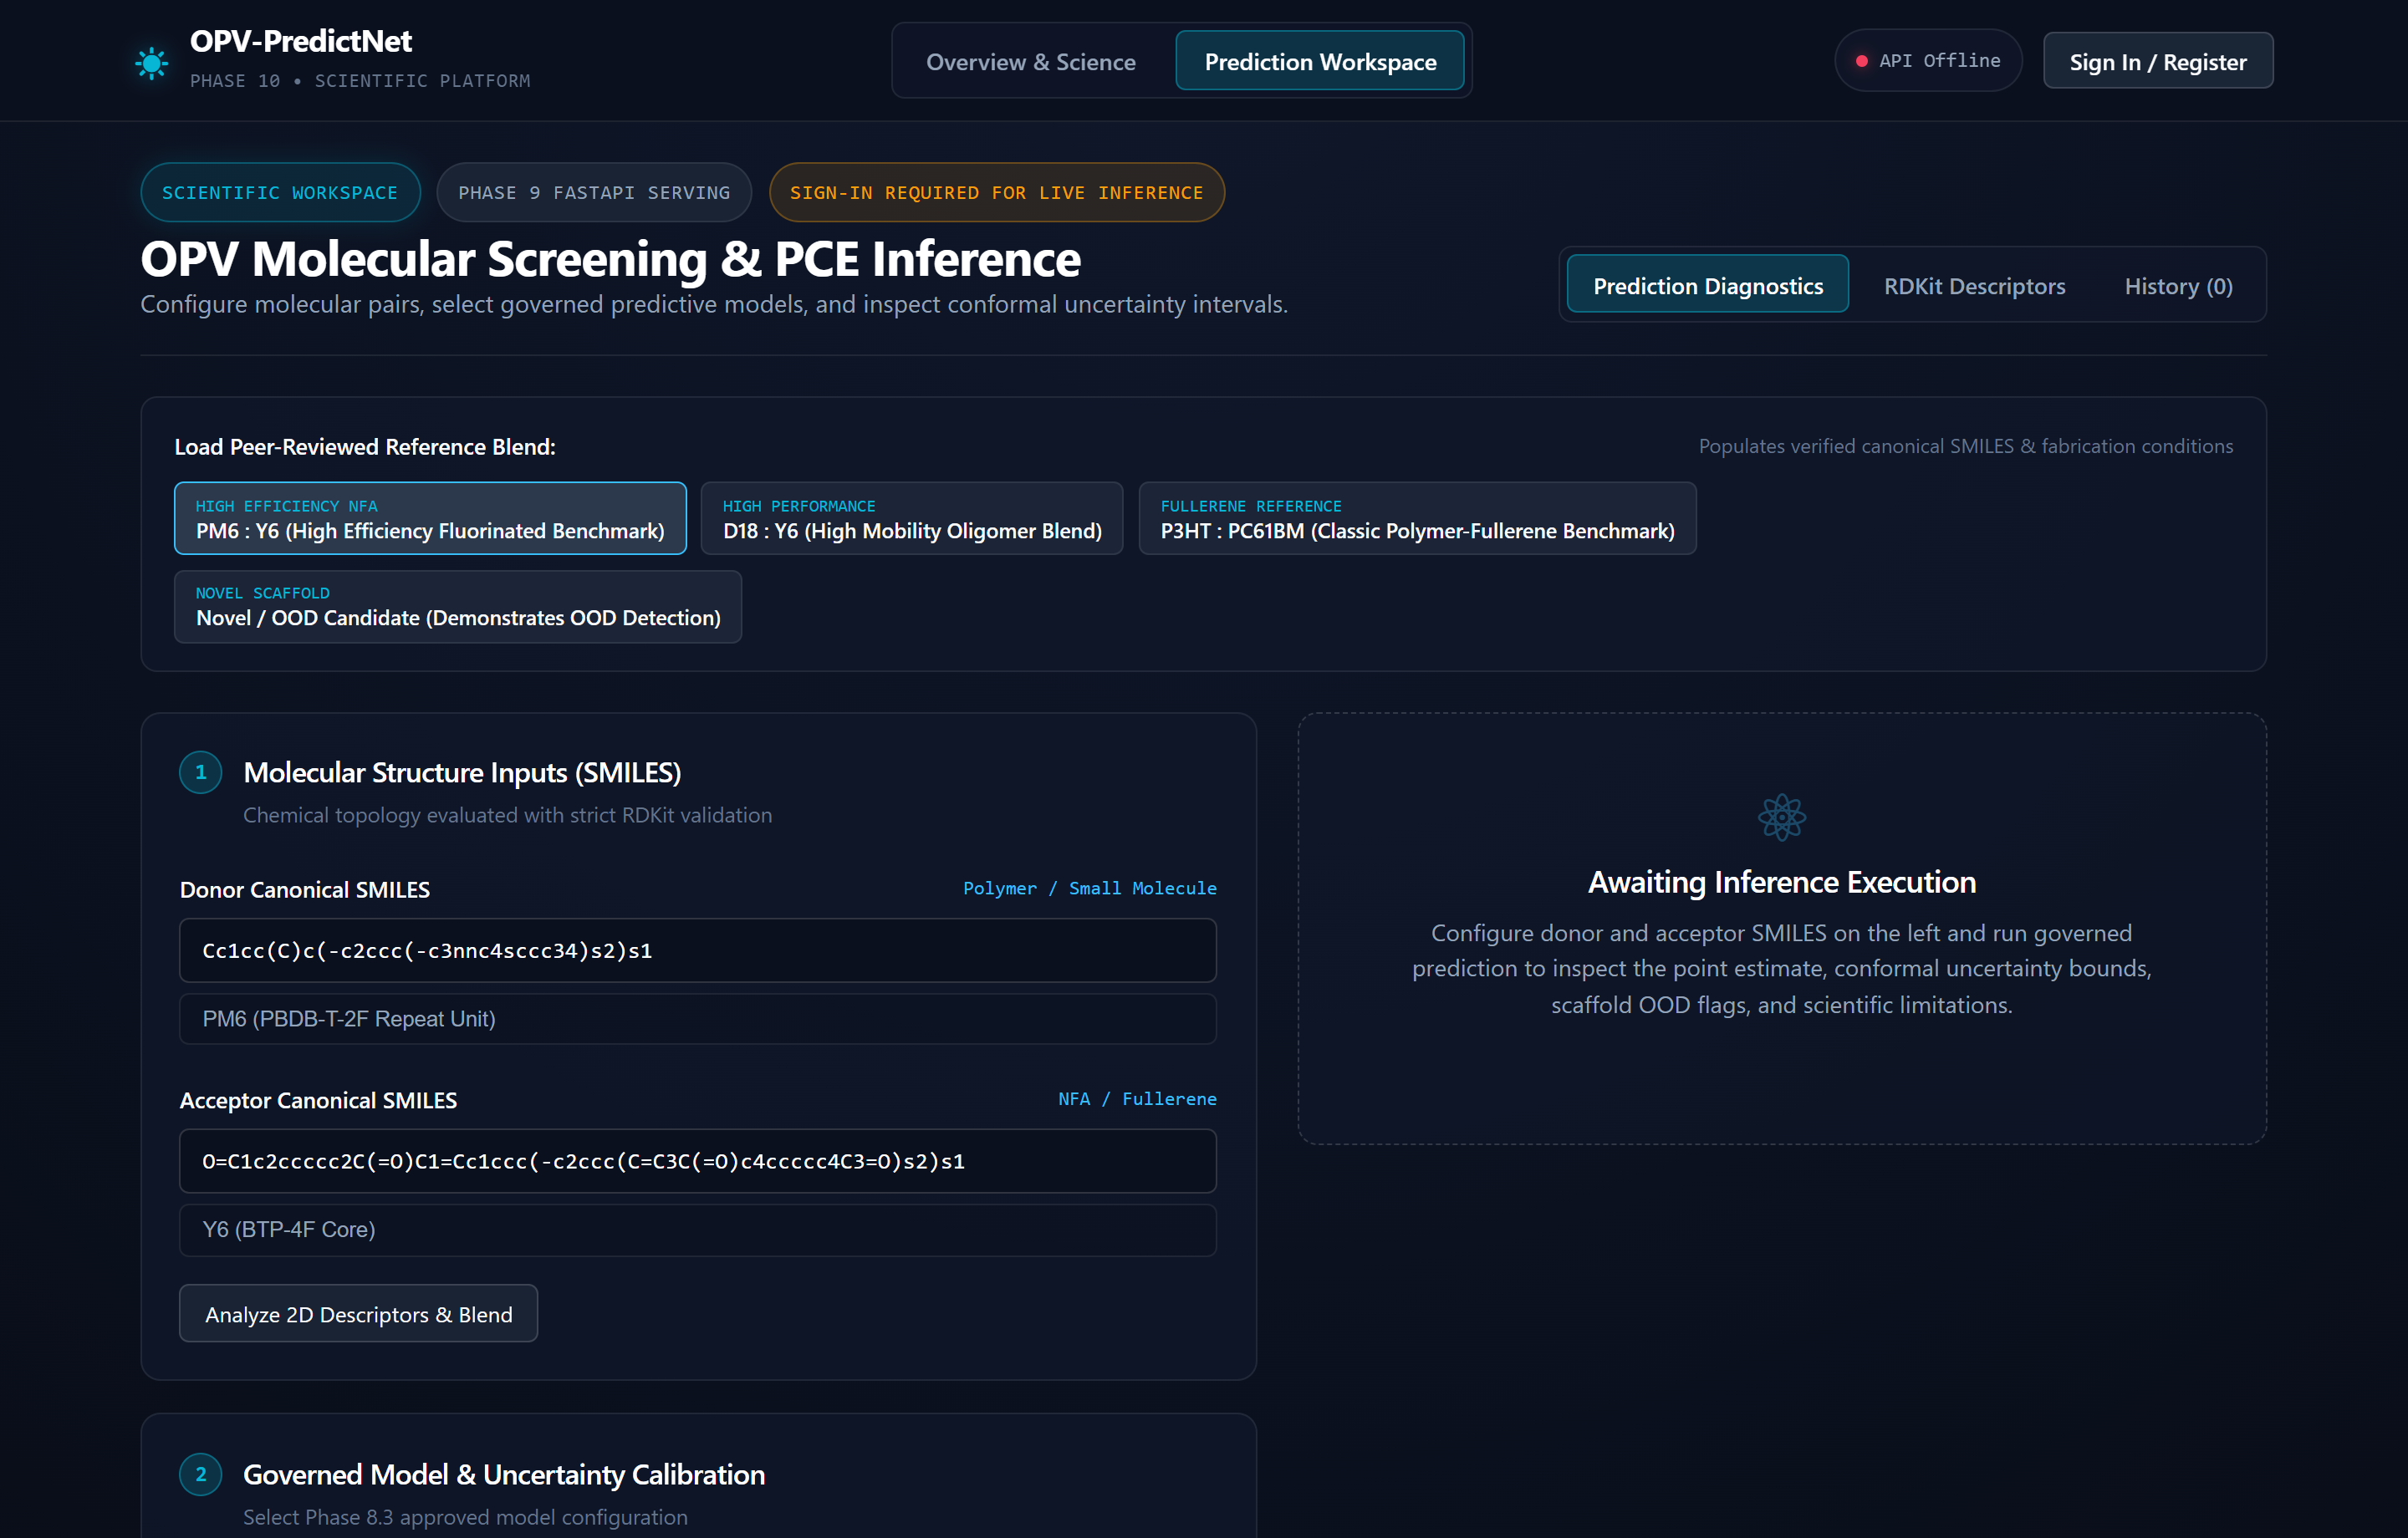 OPV-PredictNet
PHASE 10 • SCIENTIFIC PLATFORM
Overview & Science
Prediction Workspace
API Offline
Sign In / Register
SCIENTIFIC WORKSPACE
PHASE 9 FASTAPI SERVING
SIGN-IN REQUIRED FOR LIVE INFERENCE
OPV Molecular Screening & PCE Inference
Configure molecular pairs, select governed predictive models, and inspect conformal uncertainty intervals.
Prediction Diagnostics
RDKit Descriptors
History (0)
Load Peer-Reviewed Reference Blend:
Populates verified canonical SMILES & fabrication conditions
HIGH EFFICIENCY NFA
PM6 : Y6 (High Efficiency Fluorinated Benchmark)
HIGH PERFORMANCE
D18 : Y6 (High Mobility Oligomer Blend)
FULLERENE REFERENCE
P3HT : PC61BM (Classic Polymer-Fullerene Benchmark)
NOVEL SCAFFOLD
Novel / OOD Candidate (Demonstrates OOD Detection)
1
Molecular Structure Inputs (SMILES)
Chemical topology evaluated with strict RDKit validation
Donor Canonical SMILES
Polymer / Small Molecule
Cc1cc(C)c(-c2ccc(-c3nnc4sccc34)s2)s1
PM6 (PBDB-T-2F Repeat Unit)
Acceptor Canonical SMILES
NFA / Fullerene
O=C1c2ccccc2C(=O)C1=Cc1ccc(-c2ccc(C=C3C(=O)c4ccccc4C3=O)s2)s1
Y6 (BTP-4F Core)
Analyze 2D Descriptors & Blend
Awaiting Inference Execution
Configure donor and acceptor SMILES on the left and run governed
prediction to inspect the point estimate, conformal uncertainty bounds,
scaffold OOD flags, and scientific limitations.
2
Governed Model & Uncertainty Calibration
Select Phase 8.3 approved model configuration